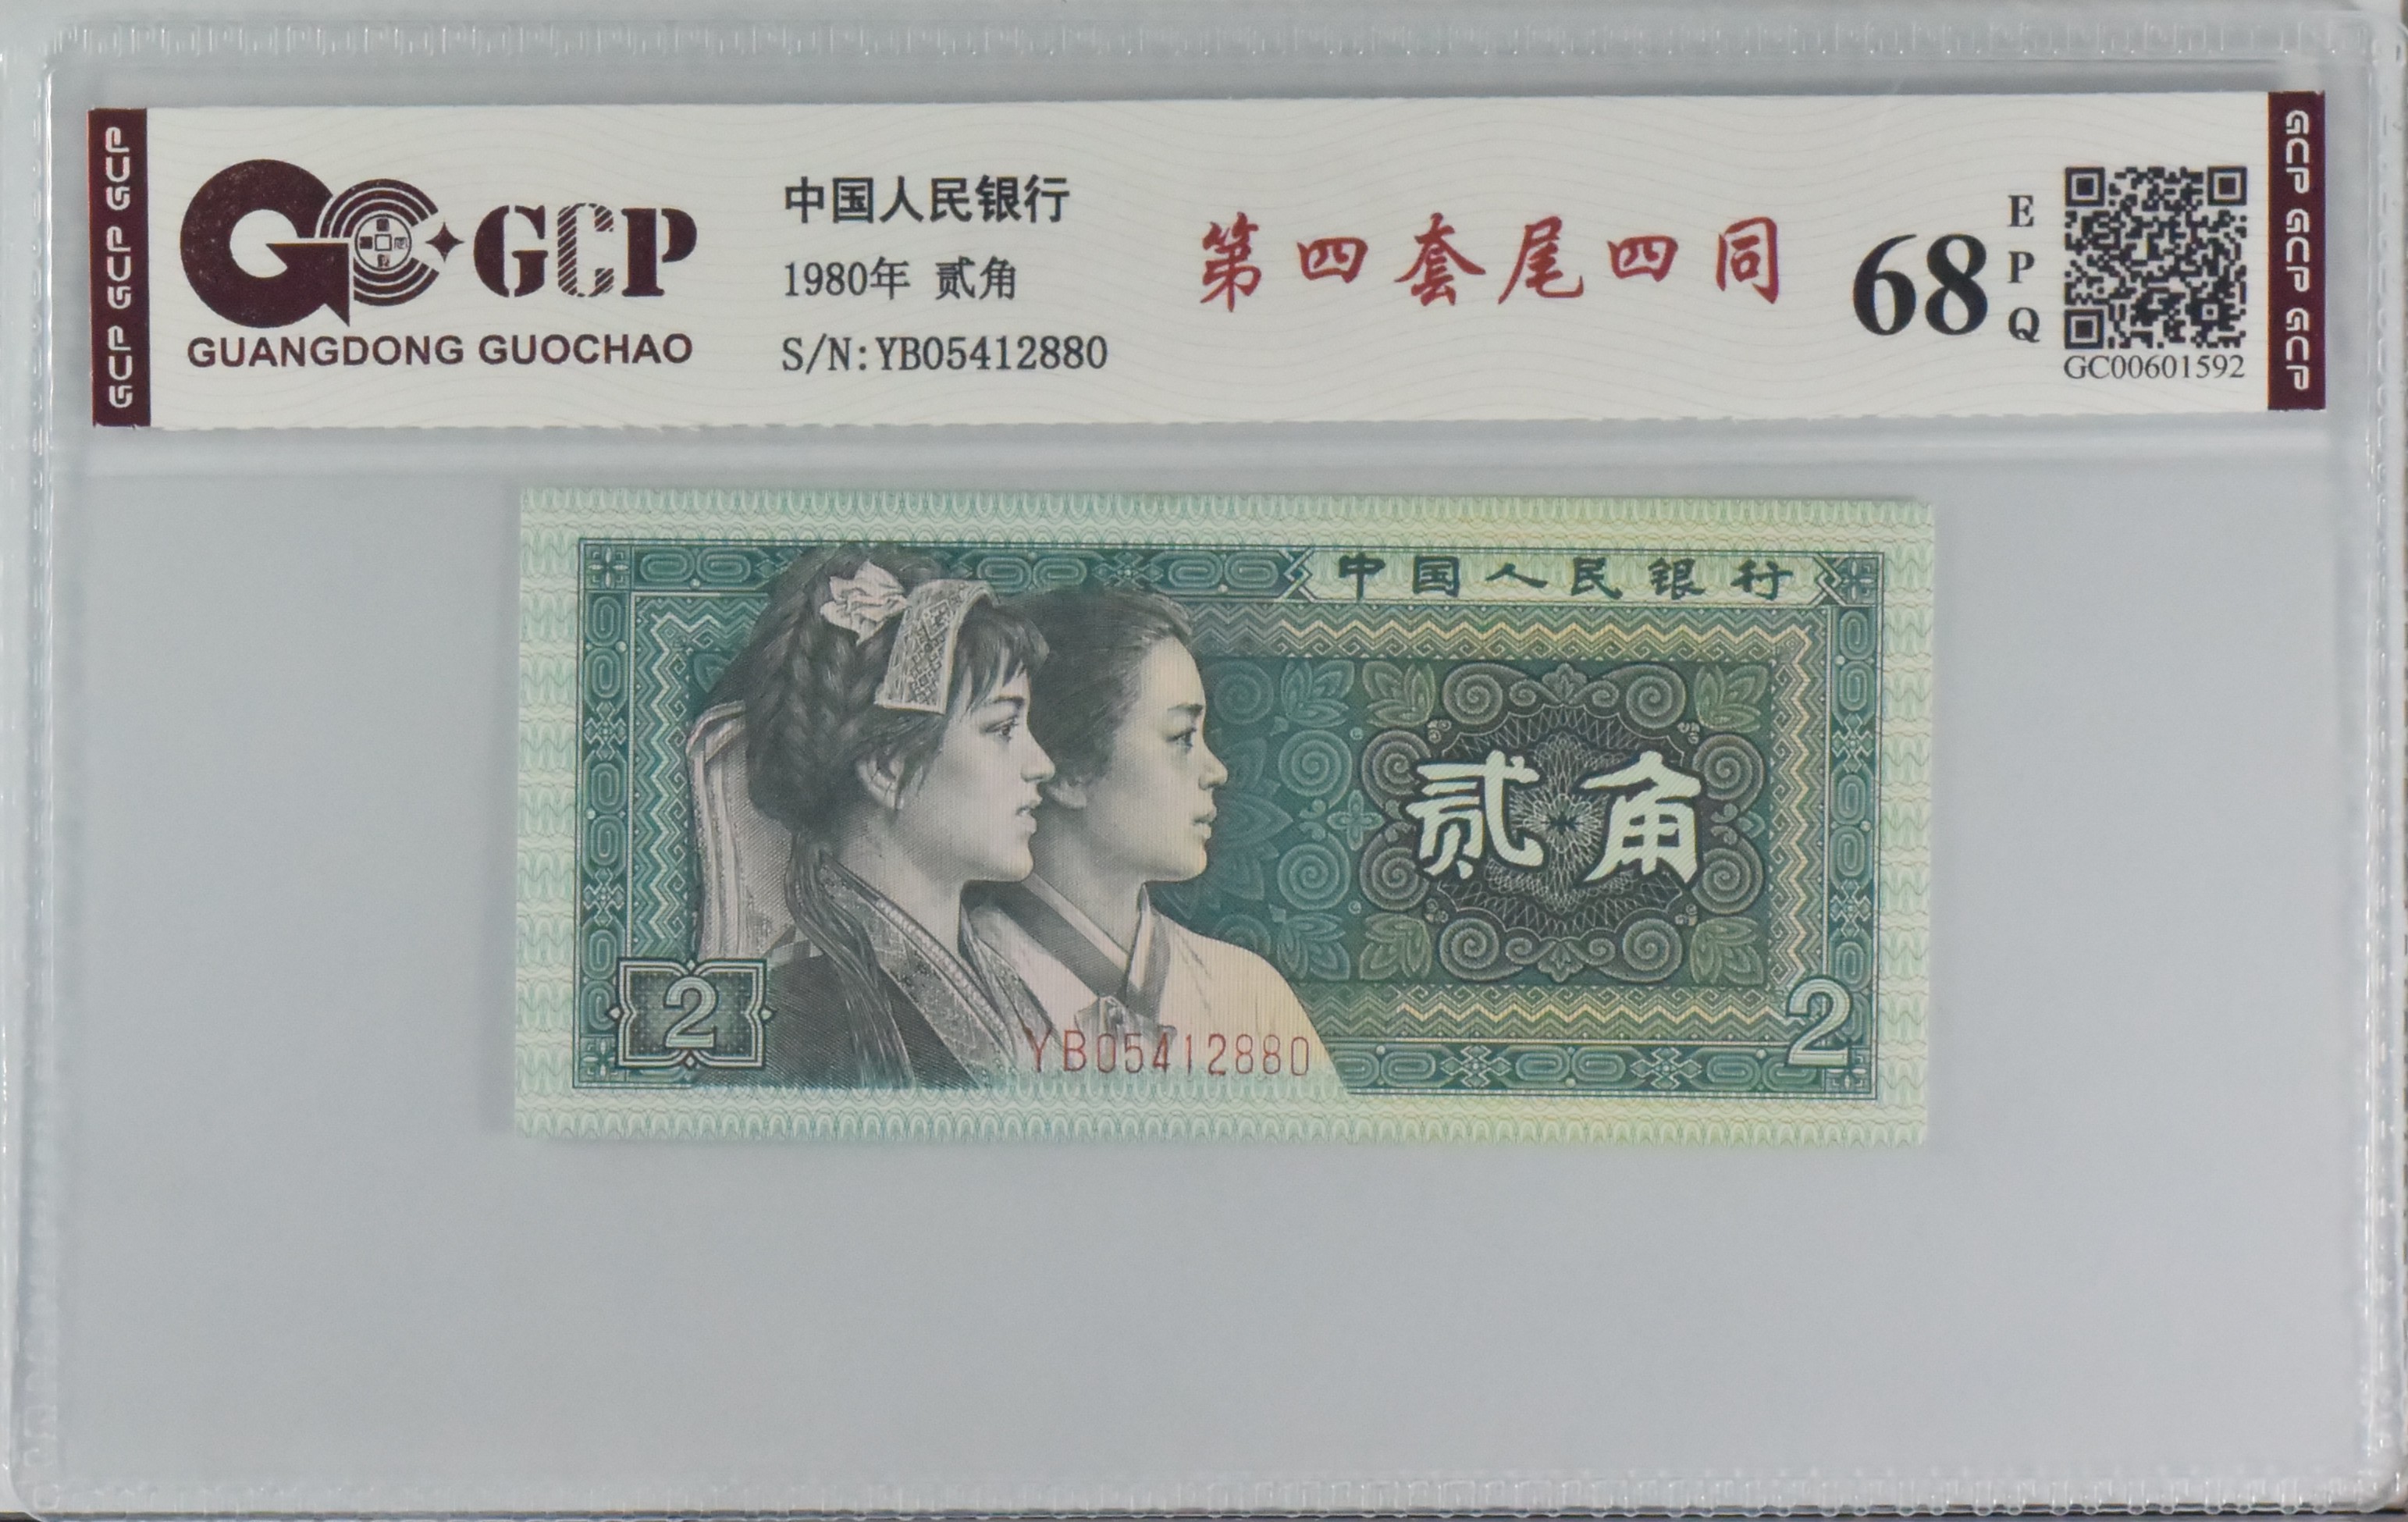 GCP GCP GCP
GC GCP
GUANGDONG GUOCHAO
中国人民银行
1980年 贰角
S/N:YB05412880
第四套尾四同
68
EPQ
GC00601592
GCP GCP GCP
中国人民银行
贰角
2
YB05412880
2